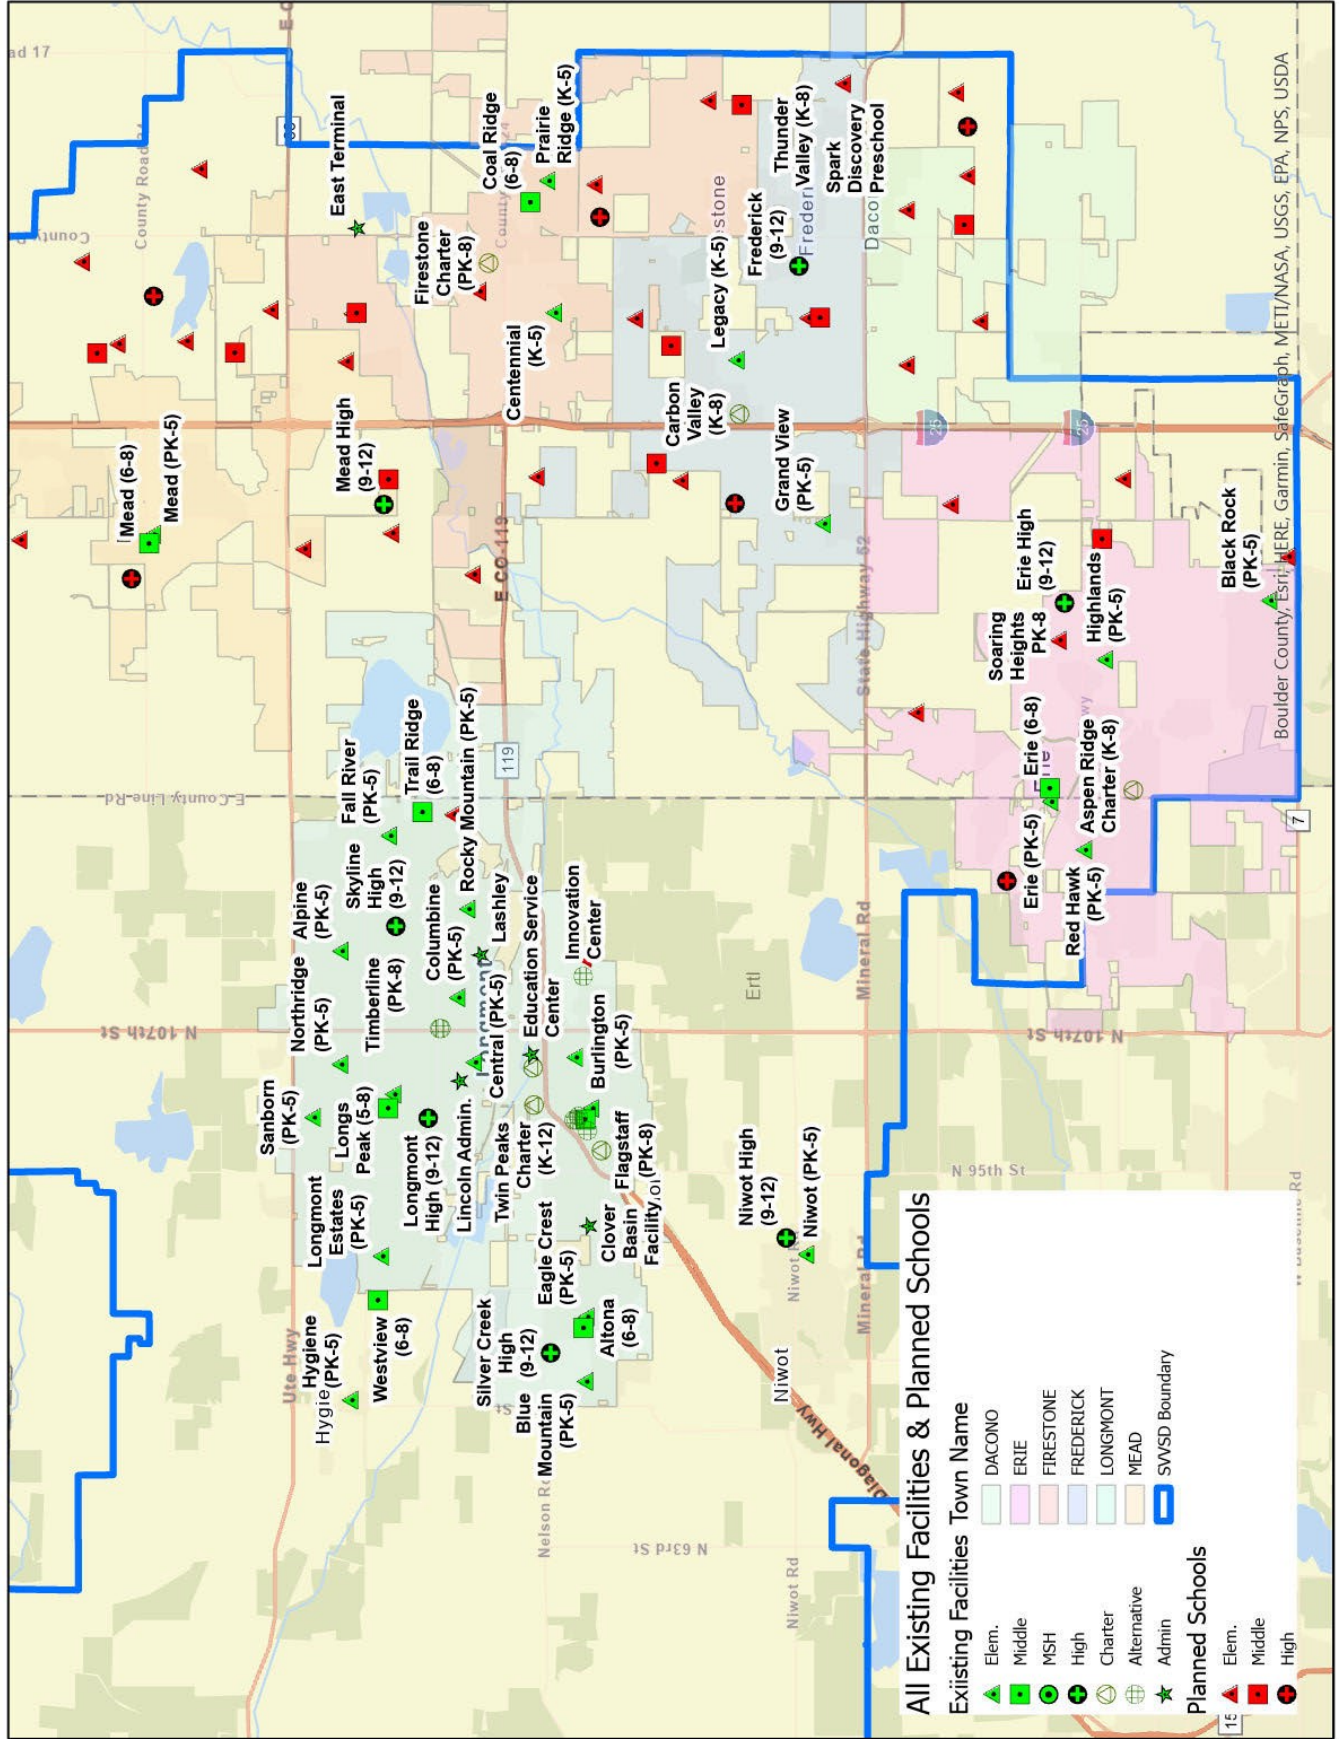 All Existing Facilities & Planned Schools
Exiisting Facilities
Elem.
Middle
MSH
High
Charter
Alternative
Admin
Planned Schools
Elem.
Middle
High
Town Name
DACONO
ERIE
FIRESTONE
FREDERICK
LONGMONT
MEAD
SVVSD Boundary
Mead (6-8)
Mead (PK-5)
Mead High
(9-12)
East Terminal
Firestone
Charter
(PK-8)
Coal Ridge
(6-8)
Prairie
Ridge (K-5)
Centennial
(K-5)
Carbon
Valley
(K-8)
Legacy (K-5)
Frederick
(9-12)
Thunder
Valley (K-8)
Spark
Discovery
Preschool
Grand View
(PK-5)
Hygiene
(PK-5)
Westview
(6-8)
Longmont
Estates
(PK-5)
Sanborn
(PK-5)
Longs
Peak (5-8)
Northridge
(PK-5)
Timberline
(PK-8)
Alpine
(PK-5)
Skyline
High
(9-12)
Fall River
(PK-5)
Trail Ridge
(6-8)
Rocky Mountain (PK-5)
Columbine
(PK-5)
Lashley
Longmont
High (9-12)
Lincoln Admin.
Central (PK-5)
Education Service
Center
Innovation
Center
Twin Peaks
Charter
(K-12)
Burlington
(PK-5)
Flagstaff
(PK-8)
Clover
Basin
Facility
Eagle Crest
(PK-5)
Silver Creek
High
(9-12)
Blue
Mountain
(PK-5)
Altona
(6-8)
Niwot High
(9-12)
Niwot (PK-5)
Erie (PK-5)
Erie (6-8)
Red Hawk
(PK-5)
Aspen Ridge
Charter (K-8)
Soaring
Heights
PK-8
Erie High
(9-12)
Highlands
(PK-5)
Black Rock
(PK-5)
Ute Hwy
Nelson Rd
N 63rd St
Niwot Rd
Niwot
Diagonal Hwy
Mineral Rd
Mineral Rd
N 95th St
N 107th St
N 107th St
Ertl
E County Line Rd
State Highway 52
E CO-119
119
25
25
7
County Road 24
Boulder County, Esri, HERE, Garmin, SafeGraph, METI/NASA, USGS, EPA, NPS, USDA